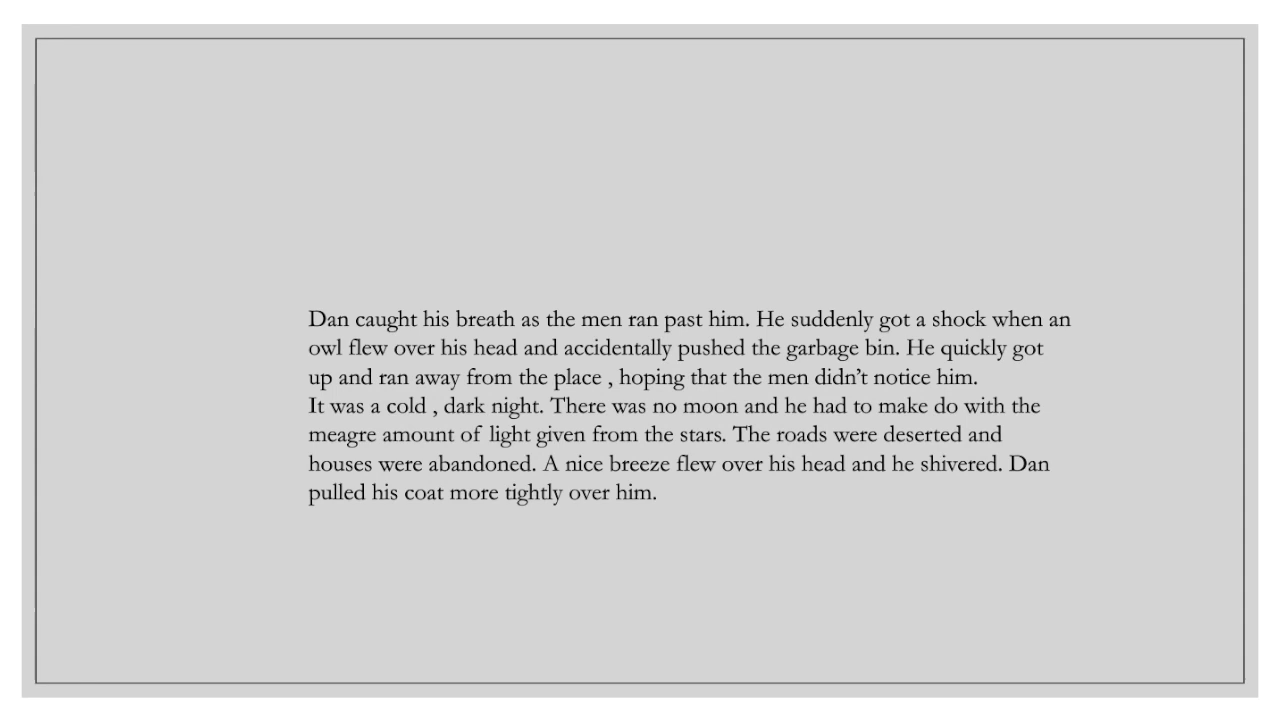 Dan caught his breath as the men ran past him. He suddenly got a shock when an
owl flew over his head and accidentally pushed the garbage bin. He quickly got
up and ran away from the place , hoping that the men didn’t notice him.
It was a cold , dark night. There was no moon and he had to make do with the
meagre amount of light given from the stars. The roads were deserted and
houses were abandoned. A nice breeze flew over his head and he shivered. Dan
pulled his coat more tightly over him.